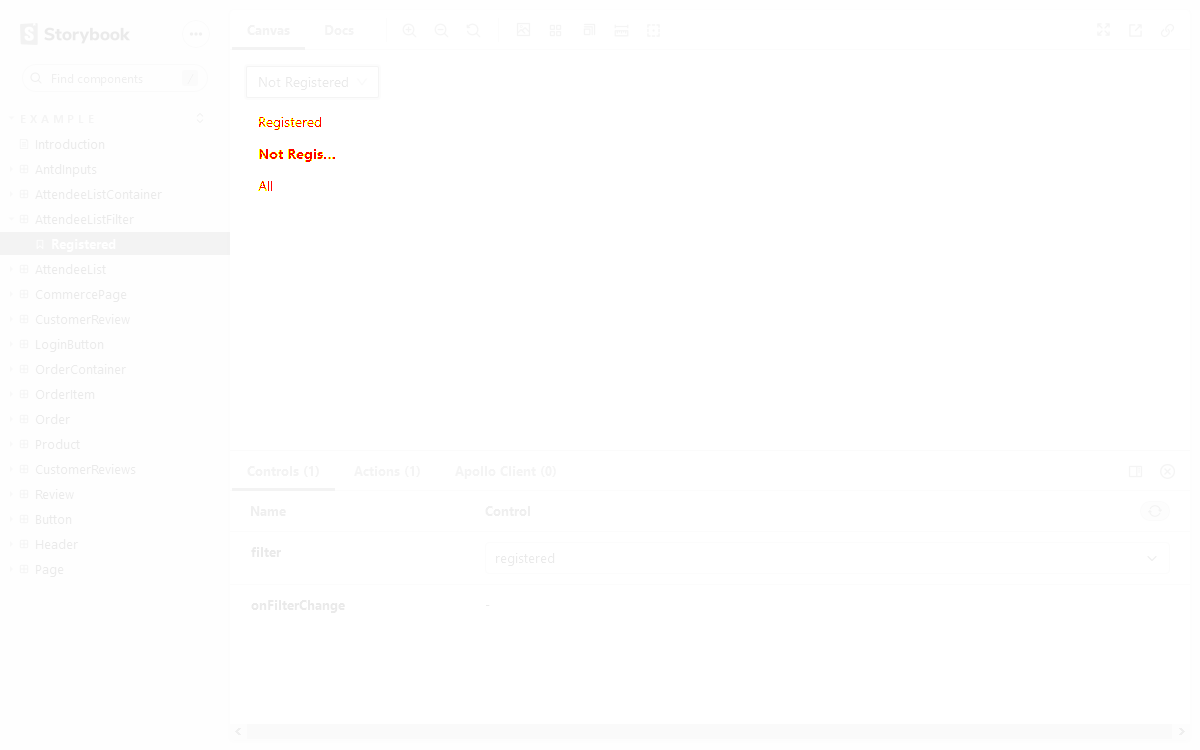 Storybook
Canvas Docs
Find components /
Not Registered
EXAMPLE
Registered
Introduction
Not Regis...
AntdInputs
All
AttendeeListContainer
AttendeeListFilter
Registered
AttendeeList
CommercePage
CustomerReview
LoginButton
OrderContainer
OrderItem
Order
Product
CustomerReviews
Review
Button
Header
Page
Controls (1) Actions (1) Apollo Client (0)
Name Control
filter registered
onFilterChange -